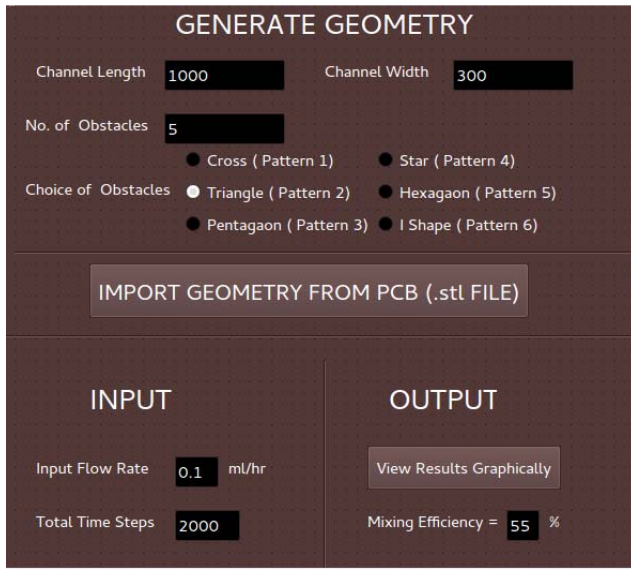 GENERATE GEOMETRY
Channel Length 1000 Channel Width 300
No. of Obstacles 5
Cross ( Pattern 1) Star ( Pattern 4)
Choice of Obstacles Triangle ( Pattern 2) Hexagaon ( Pattern 5)
Pentagaon ( Pattern 3) I Shape ( Pattern 6)
IMPORT GEOMETRY FROM PCB (.stl FILE)
INPUT
Input Flow Rate 0.1 ml/hr
Total Time Steps 2000
OUTPUT
View Results Graphically
Mixing Efficiency = 55 %